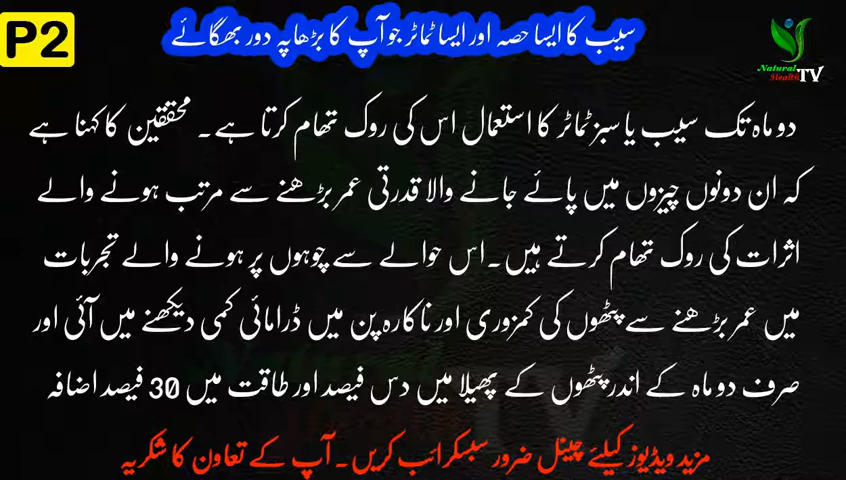 P2
سیب کا ایسا حصہ اور ایسا ٹماٹر جو آپ کا بڑھاپہ دور بھگائے
Natural
Health TV
دو ماہ تک سیب یا سبز ٹماٹر کا استعمال اس کی روک تھام کرتا ہے۔ محققین کا کہنا ہے
کہ ان دونوں چیزوں میں پائے جانے والا قدرتی عمر بڑھنے سے مرتب ہونے والے
اثرات کی روک تھام کرتے ہیں۔اس حوالے سے چوہوں پر ہونے والے تجربات
میں عمر بڑھنے سے پٹھوں کی کمزوری اور ناکارہ پن میں ڈرامائی کمی دیکھنے میں آئی اور
صرف دو ماہ کے اندر پٹھوں کے پھیلا میں دس فیصد اور طاقت میں 30 فیصد اضافہ
مزید ویڈیوز کیلئے چینل ضرور سبسکرائب کریں۔ آپ کے تعاون کا شکریہ